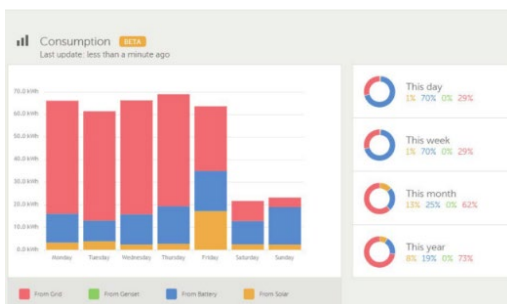 Consumption BETA
Last update: less than a minute ago
70.0 kWh
60.0 kWh
50.0 kWh
40.0 kWh
30.0 kWh
20.0 kWh
10.0 kWh
0.0 kWh
Monday Tuesday Wednesday Thursday Friday Saturday Sunday
From Grid From Genset From Battery From Solar
This day
1% 70% 0% 29%
This week
1% 70% 0% 29%
This month
13% 25% 0% 62%
This year
8% 19% 0% 73%